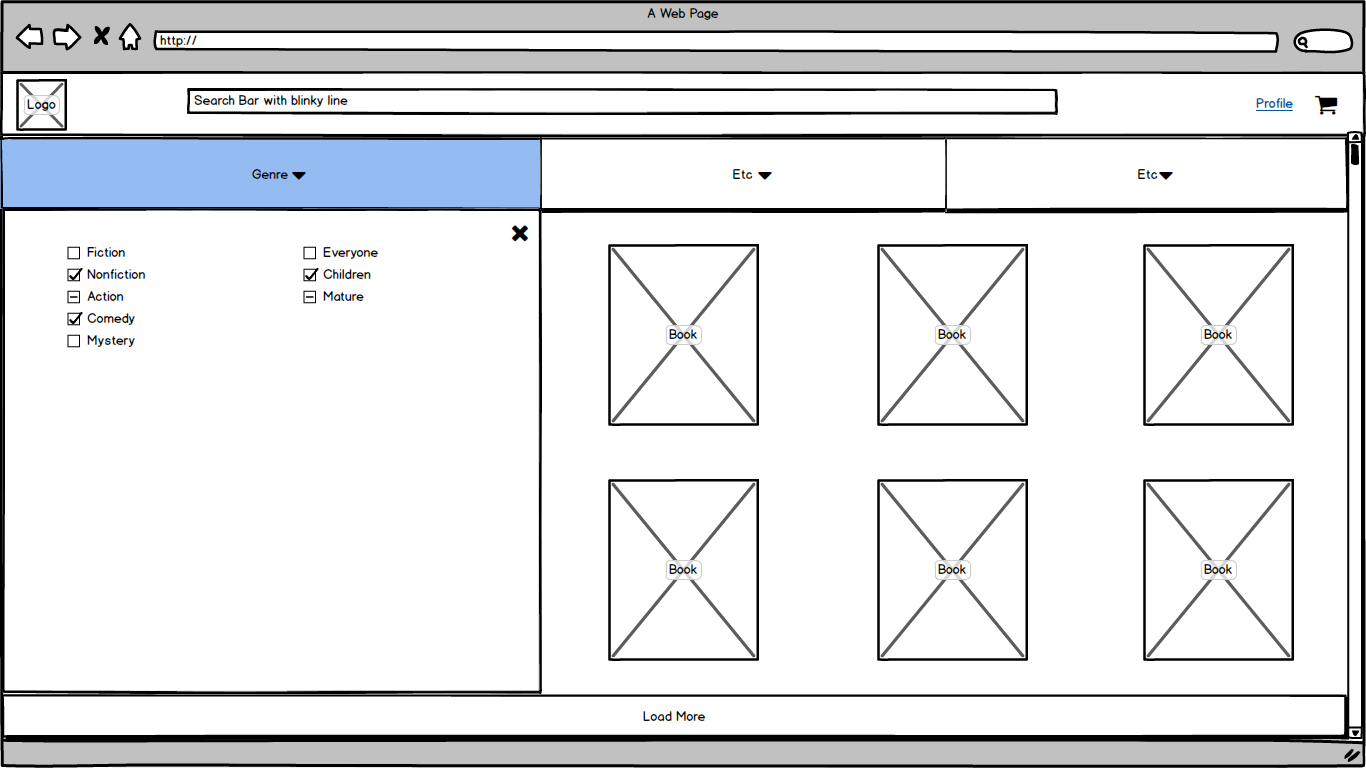 A Web Page
http://
Logo
Search Bar with blinky line
Profile
Genre
Etc
Etc
Fiction
Nonfiction
Action
Comedy
Mystery
Everyone
Children
Mature
Book
Book
Book
Book
Book
Book
Load More